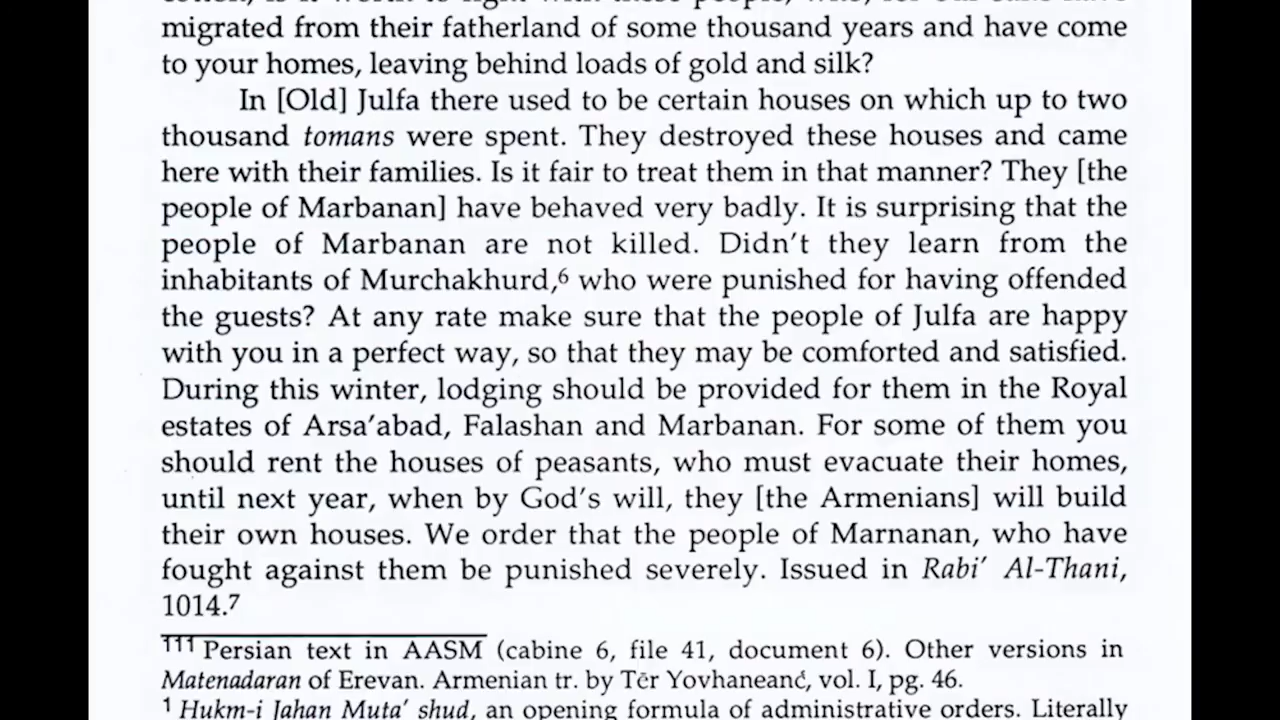 migrated from their fatherland of some thousand years and have come
to your homes, leaving behind loads of gold and silk?
In [Old] Julfa there used to be certain houses on which up to two
thousand tomans were spent. They destroyed these houses and came
here with their families. Is it fair to treat them in that manner? They [the
people of Marbanan] have behaved very badly. It is surprising that the
people of Marbanan are not killed. Didn't they learn from the
inhabitants of Murchakhurd,⁶ who were punished for having offended
the guests? At any rate make sure that the people of Julfa are happy
with you in a perfect way, so that they may be comforted and satisfied.
During this winter, lodging should be provided for them in the Royal
estates of Arsa'abad, Falashan and Marbanan. For some of them you
should rent the houses of peasants, who must evacuate their homes,
until next year, when by God's will, they [the Armenians] will build
their own houses. We order that the people of Marnanan, who have
fought against them be punished severely. Issued in Rabi' Al-Thani,
1014.⁷
¹¹¹ Persian text in AASM (cabine 6, file 41, document 6). Other versions in
Matenadaran of Erevan. Armenian tr. by Tēr Yovhaneanć, vol. I, pg. 46.
¹ Hukm-i Jahan Muta' shud, an opening formula of administrative orders. Literally